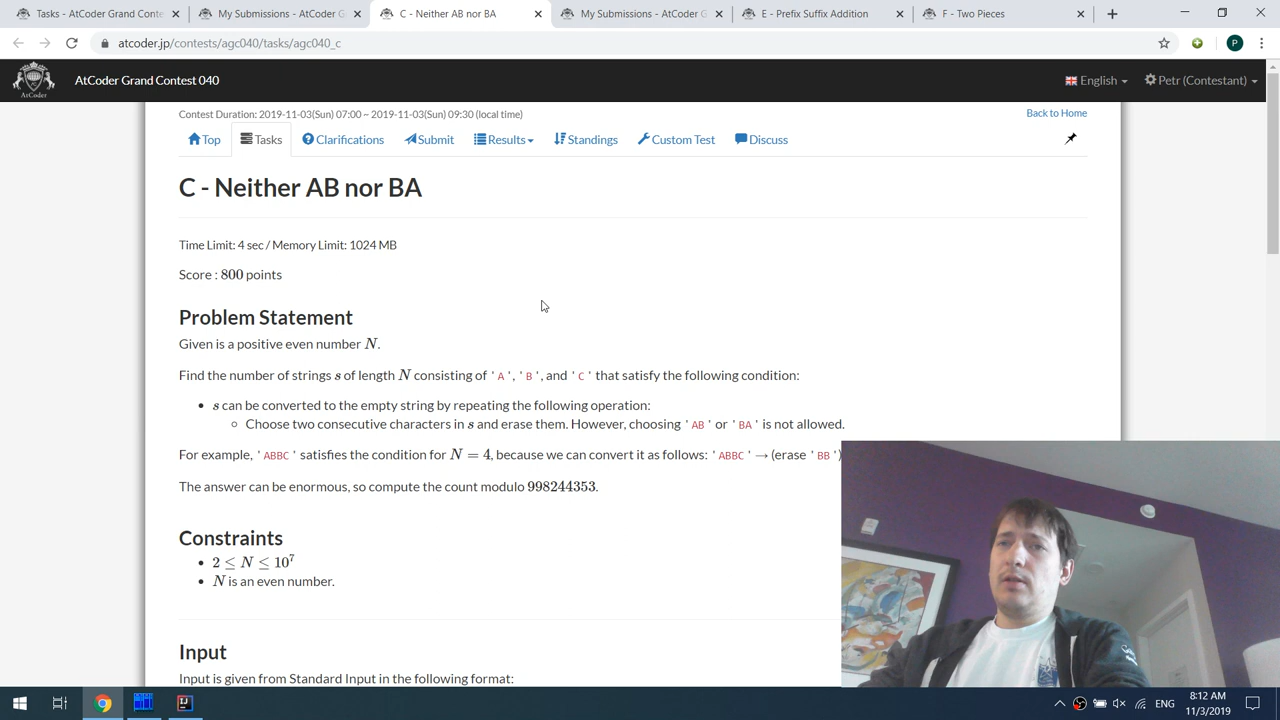 Tasks - AtCoder Grand Conte
My Submissions - AtCoder G
C - Neither AB nor BA
My Submissions - AtCoder G
E - Prefix Suffix Addition
F - Two Pieces
atcoder.jp/contests/agc040/tasks/agc040_c
P
AtCoder
AtCoder Grand Contest 040
English
Petr (Contestant)
Contest Duration: 2019-11-03(Sun) 07:00 ~ 2019-11-03(Sun) 09:30 (local time)
Back to Home
Top
Tasks
Clarifications
Submit
Results
Standings
Custom Test
Discuss
C - Neither AB nor BA
Time Limit: 4 sec / Memory Limit: 1024 MB
Score : 800 points
Problem Statement
Given is a positive even number N.
Find the number of strings s of length N consisting of 'A', 'B', and 'C' that satisfy the following condition:
• s can be converted to the empty string by repeating the following operation:
○ Choose two consecutive characters in s and erase them. However, choosing 'AB' or 'BA' is not allowed.
For example, 'ABBC' satisfies the condition for N = 4, because we can convert it as follows: 'ABBC' → (erase 'BB')
The answer can be enormous, so compute the count modulo 998244353.
Constraints
• 2 ≤ N ≤ 10⁷
• N is an even number.
Input
Input is given from Standard Input in the following format:
ENG
8:12 AM
11/3/2019